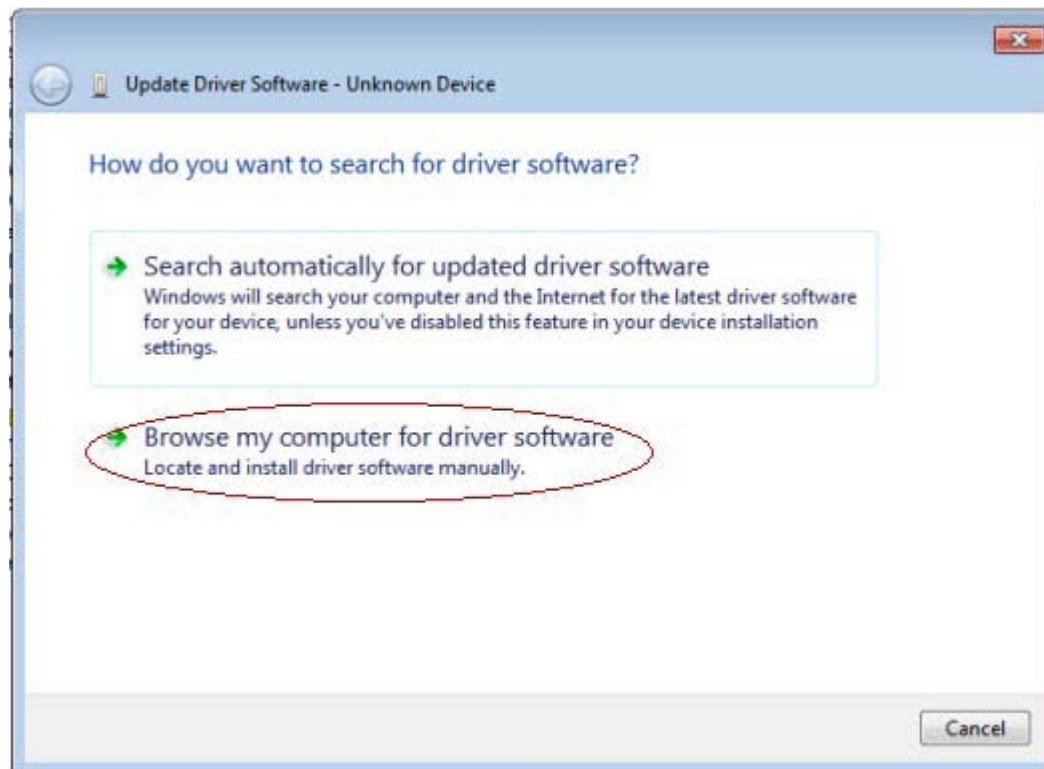 Update Driver Software - Unknown Device
How do you want to search for driver software?
Search automatically for updated driver software
Windows will search your computer and the Internet for the latest driver software
for your device, unless you've disabled this feature in your device installation
settings.
Browse my computer for driver software
Locate and install driver software manually.
Cancel